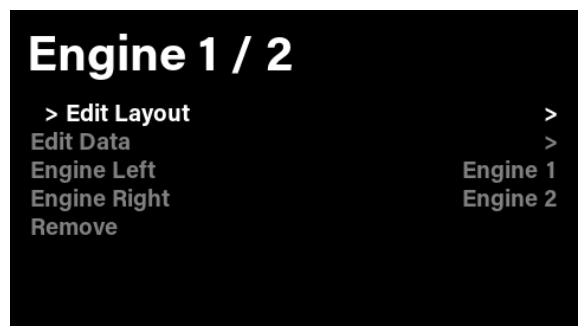 Engine 1 / 2
> Edit Layout >
Edit Data >
Engine Left Engine 1
Engine Right Engine 2
Remove